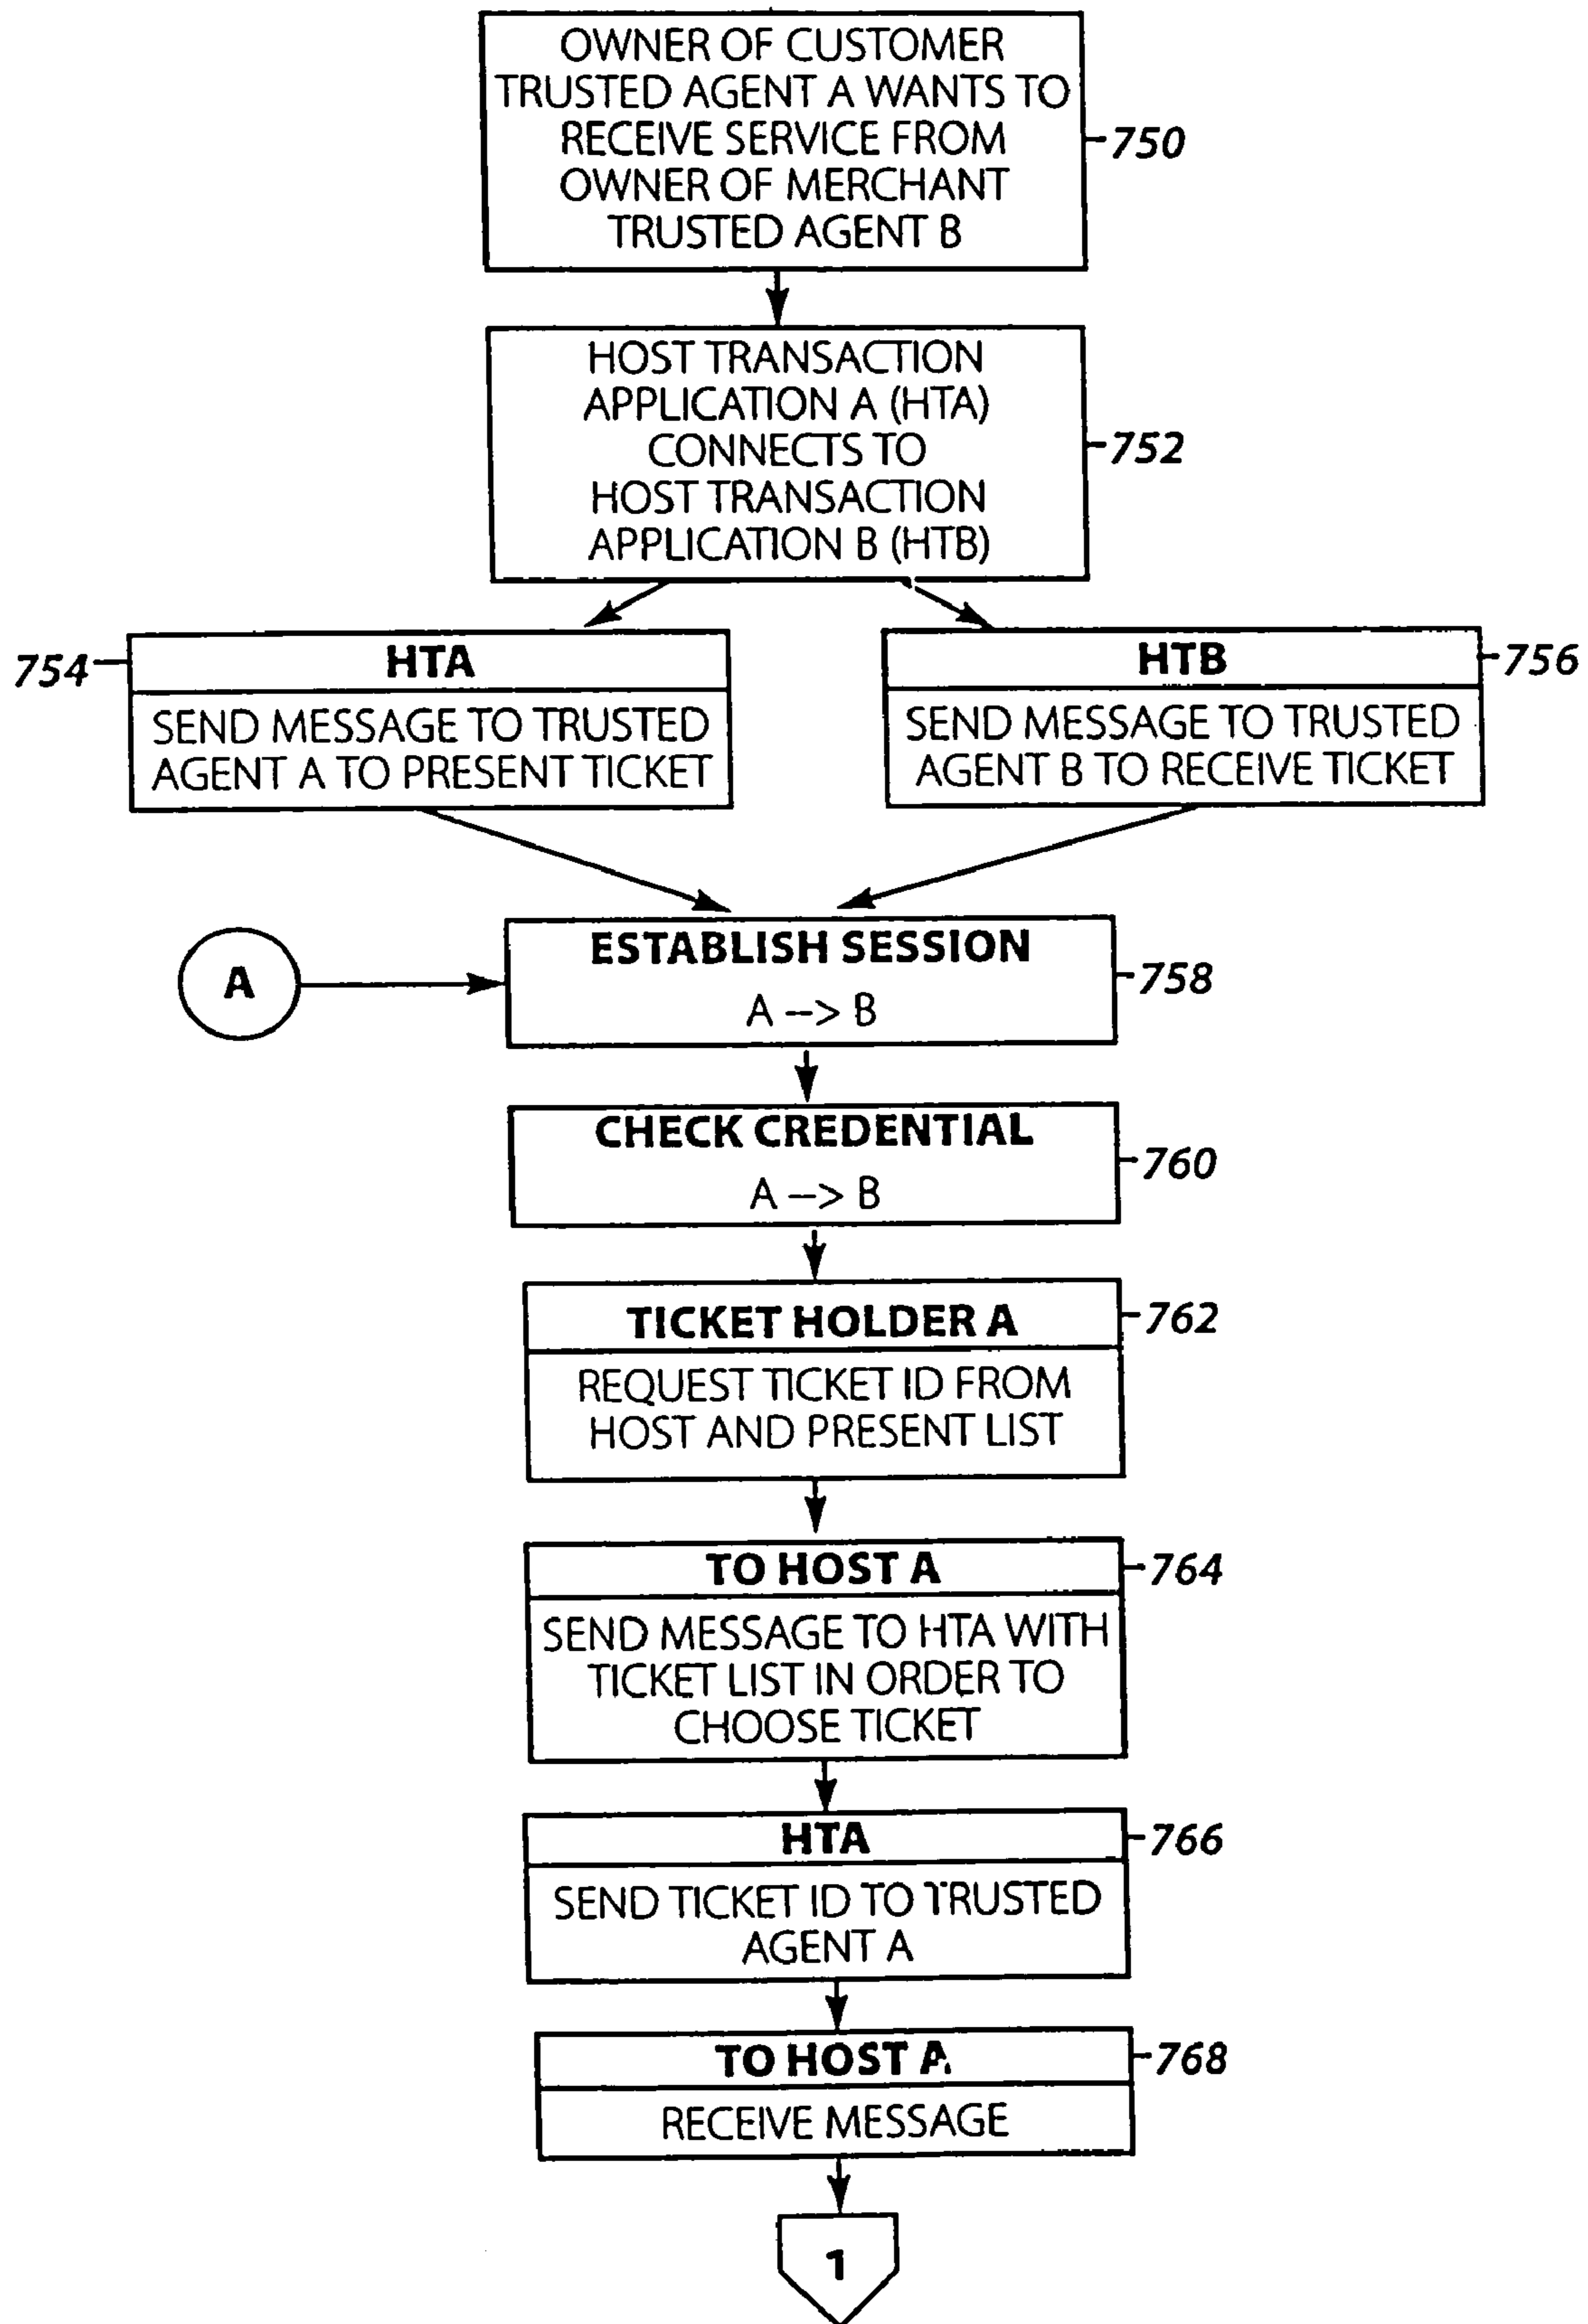 OWNER OF CUSTOMER
TRUSTED AGENT A WANTS TO
RECEIVE SERVICE FROM
OWNER OF MERCHANT
TRUSTED AGENT B
750
HOST TRANSACTION
APPLICATION A (HTA)
CONNECTS TO
HOST TRANSACTION
APPLICATION B (HTB)
752
754
HTA
SEND MESSAGE TO TRUSTED
AGENT A TO PRESENT TICKET
HTB
756
SEND MESSAGE TO TRUSTED
AGENT B TO RECEIVE TICKET
A
ESTABLISH SESSION
A --> B
758
CHECK CREDENTIAL
A --> B
760
TICKET HOLDER A
762
REQUEST TICKET ID FROM
HOST AND PRESENT LIST
TO HOST A
764
SEND MESSAGE TO HTA WITH
TICKET LIST IN ORDER TO
CHOOSE TICKET
HTA
766
SEND TICKET ID TO TRUSTED
AGENT A
TO HOST A
768
RECEIVE MESSAGE
1